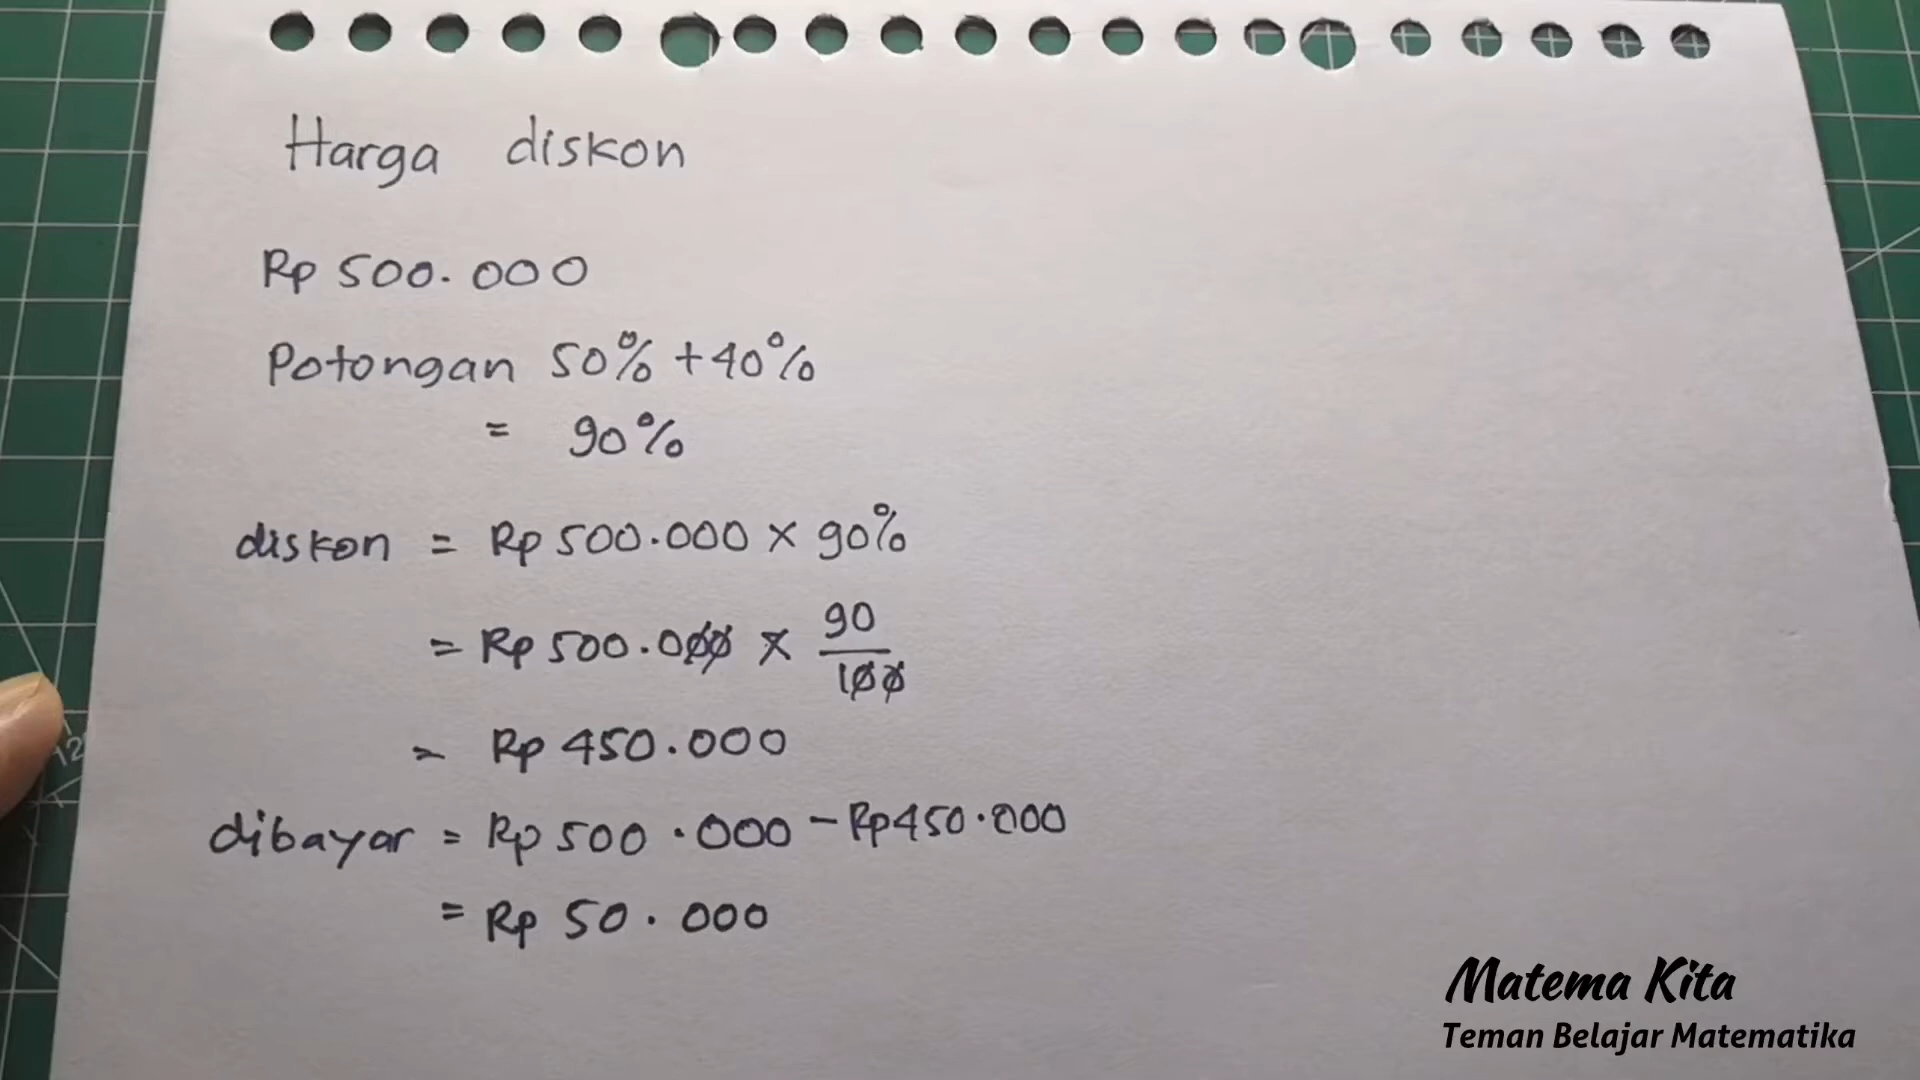 Harga diskon
Rp 500.000
Potongan 50% + 40%
= 90%
diskon = Rp 500.000 × 90%
= Rp 500.000 × 90/100
= Rp 450.000
dibayar = Rp 500.000 - Rp 450.000
= Rp 50.000
Matema Kita
Teman Belajar Matematika